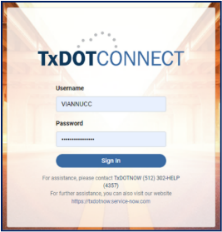 TxDOTCONNECT
Username
VIANNUCC
Password
••••••••••••••••
Sign in
For assistance, please contact TxDOTNOW (512) 302-HELP
(4357)
For further assistance, you can also visit our website
https://txdotnow.service-now.com